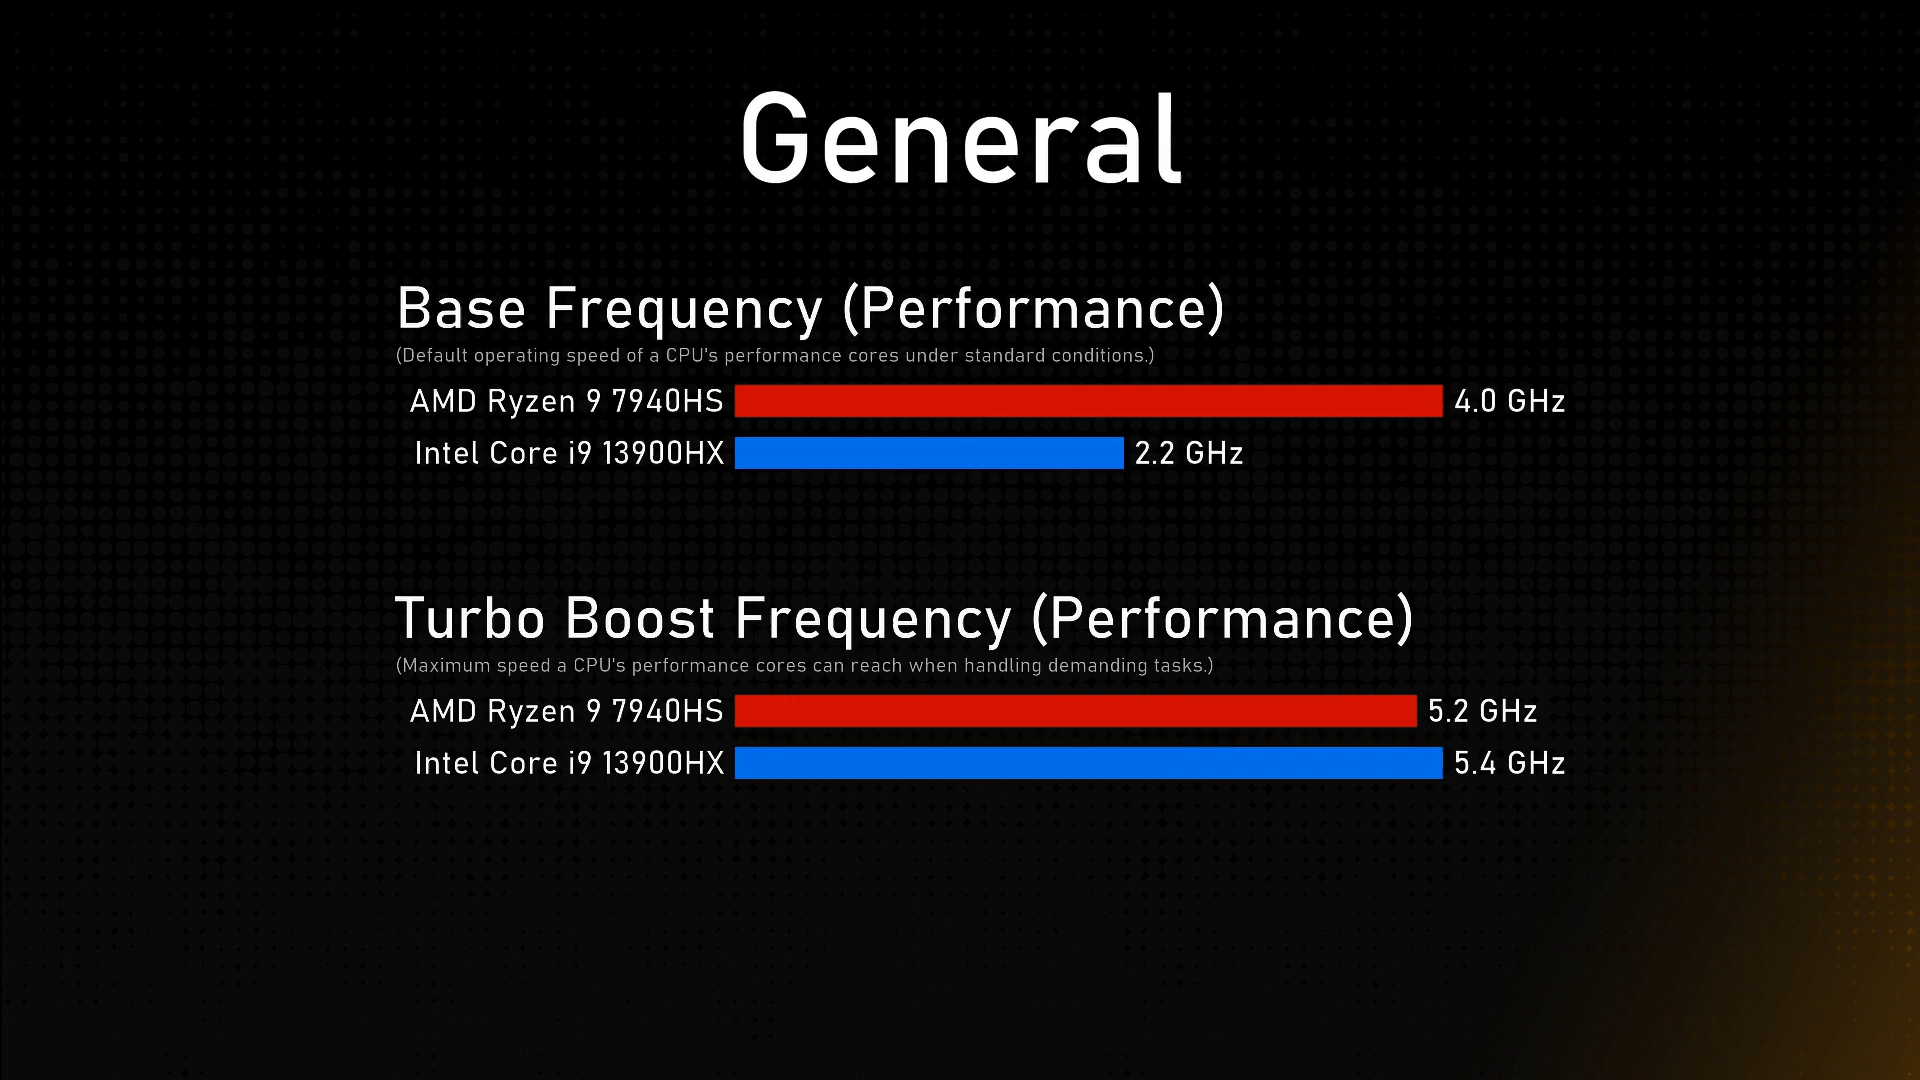 General
Base Frequency (Performance)
(Default operating speed of a CPU's performance cores under standard conditions.)
AMD Ryzen 9 7940HS 4.0 GHz
Intel Core i9 13900HX 2.2 GHz
Turbo Boost Frequency (Performance)
(Maximum speed a CPU's performance cores can reach when handling demanding tasks.)
AMD Ryzen 9 7940HS 5.2 GHz
Intel Core i9 13900HX 5.4 GHz